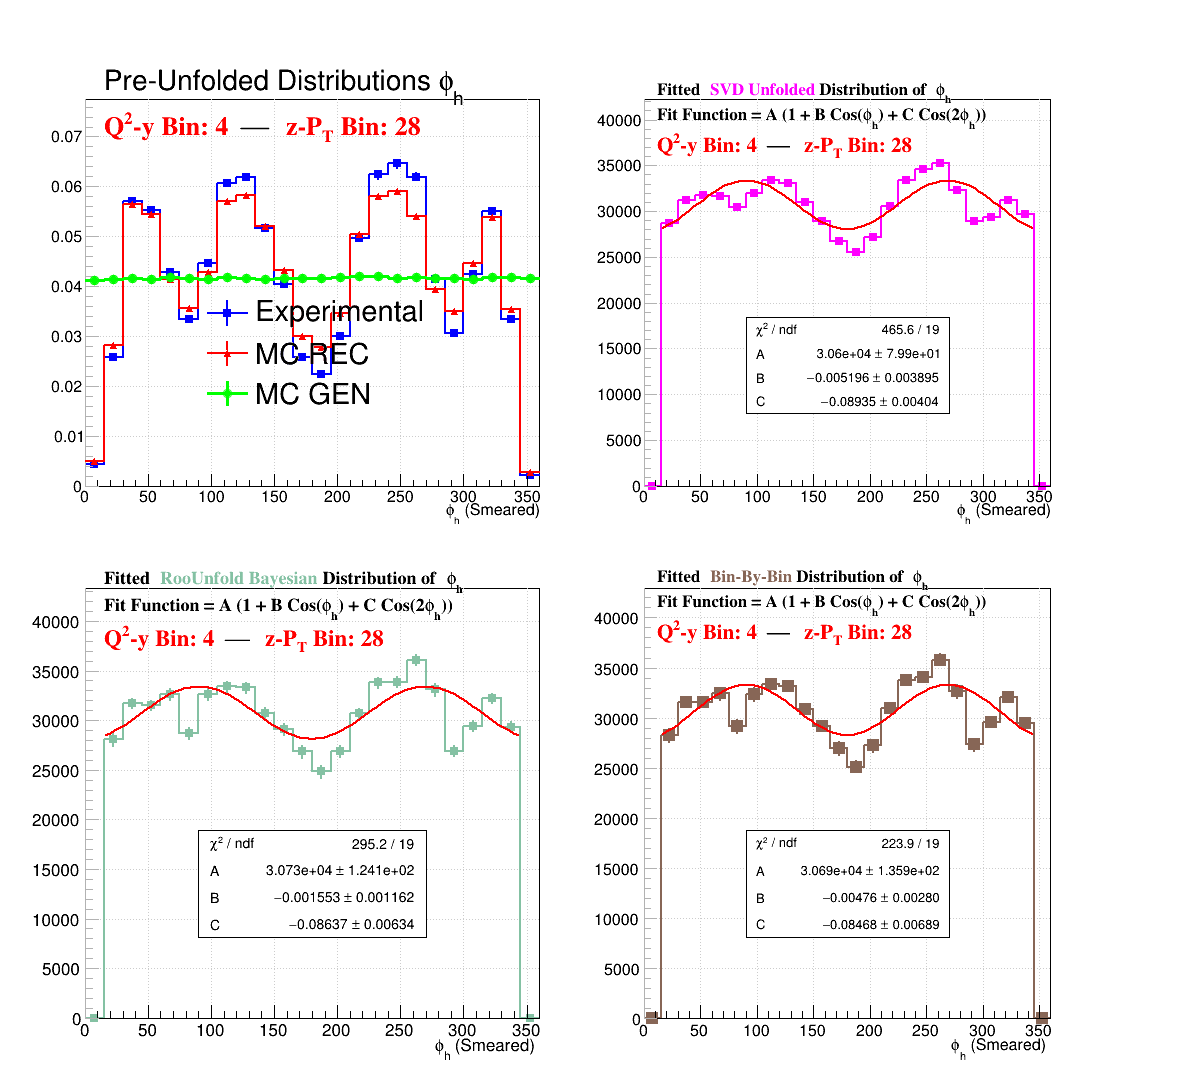 Pre-Unfolded Distributions ϕh
Q²-y Bin: 4 — z-PT Bin: 28
0.07
0.06
0.05
0.04
0.03
0.02
0.01
0
Experimental
MC REC
MC GEN
0 50 100 150 200 250 300 350
ϕh (Smeared)
Fitted SVD Unfolded Distribution of ϕh
Fit Function = A (1 + B Cos(ϕh) + C Cos(2ϕh))
Q²-y Bin: 4 — z-PT Bin: 28
40000
35000
30000
25000
20000
15000
10000
5000
0
χ² / ndf 465.6 / 19
A 3.06e+04 ± 7.99e+01
B −0.005196 ± 0.003895
C −0.08935 ± 0.00404
0 50 100 150 200 250 300 350
ϕh (Smeared)
Fitted RooUnfold Bayesian Distribution of ϕh
Fit Function = A (1 + B Cos(ϕh) + C Cos(2ϕh))
Q²-y Bin: 4 — z-PT Bin: 28
40000
35000
30000
25000
20000
15000
10000
5000
0
χ² / ndf 295.2 / 19
A 3.073e+04 ± 1.241e+02
B −0.001553 ± 0.001162
C −0.08637 ± 0.00634
0 50 100 150 200 250 300 350
ϕh (Smeared)
Fitted Bin-By-Bin Distribution of ϕh
Fit Function = A (1 + B Cos(ϕh) + C Cos(2ϕh))
Q²-y Bin: 4 — z-PT Bin: 28
40000
35000
30000
25000
20000
15000
10000
5000
0
χ² / ndf 223.9 / 19
A 3.069e+04 ± 1.359e+02
B −0.00476 ± 0.00280
C −0.08468 ± 0.00689
0 50 100 150 200 250 300 350
ϕh (Smeared)